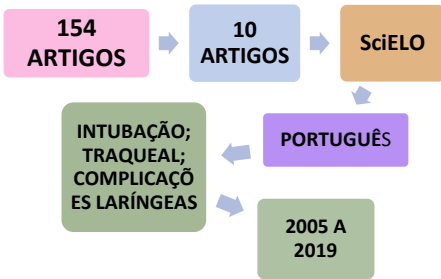 154
ARTIGOS
10
ARTIGOS
SciELO
PORTUGUÊS
INTUBAÇÃO;
TRAQUEAL;
COMPLICAÇÕ
ES LARÍNGEAS
2005 A
2019